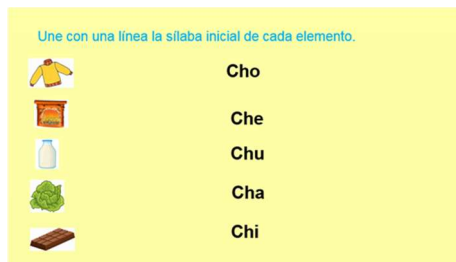 Une con una línea la sílaba inicial de cada elemento.
Cho
Che
Chu
Cha
Chi